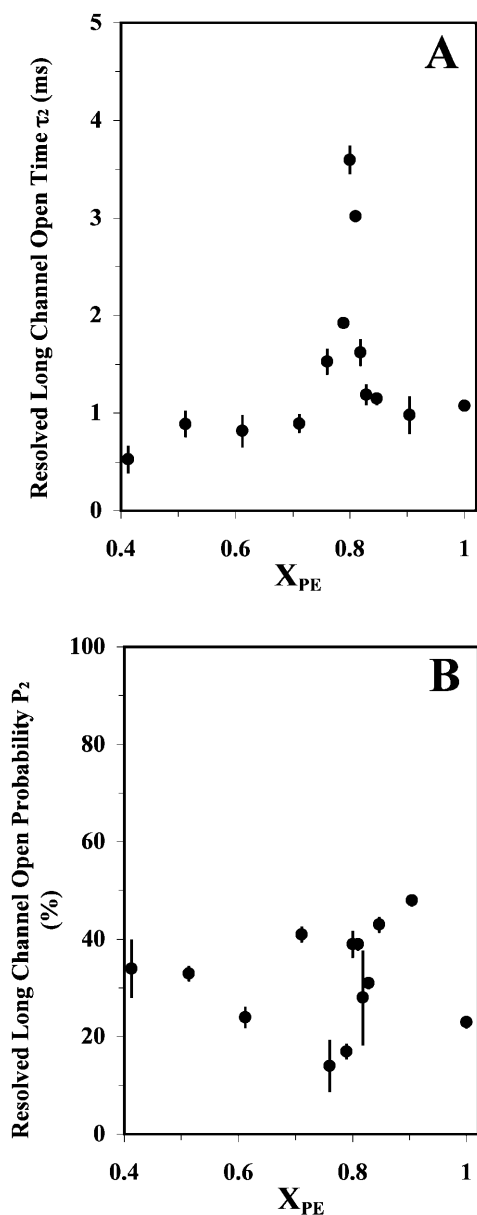 A
Resolved Long Channel Open Time τ2 (ms)
5
4
3
2
1
0
0.4 0.6 0.8 1
XPE
B
Resolved Long Channel Open Probability P2
(%)
100
80
60
40
20
0
0.4 0.6 0.8 1
XPE